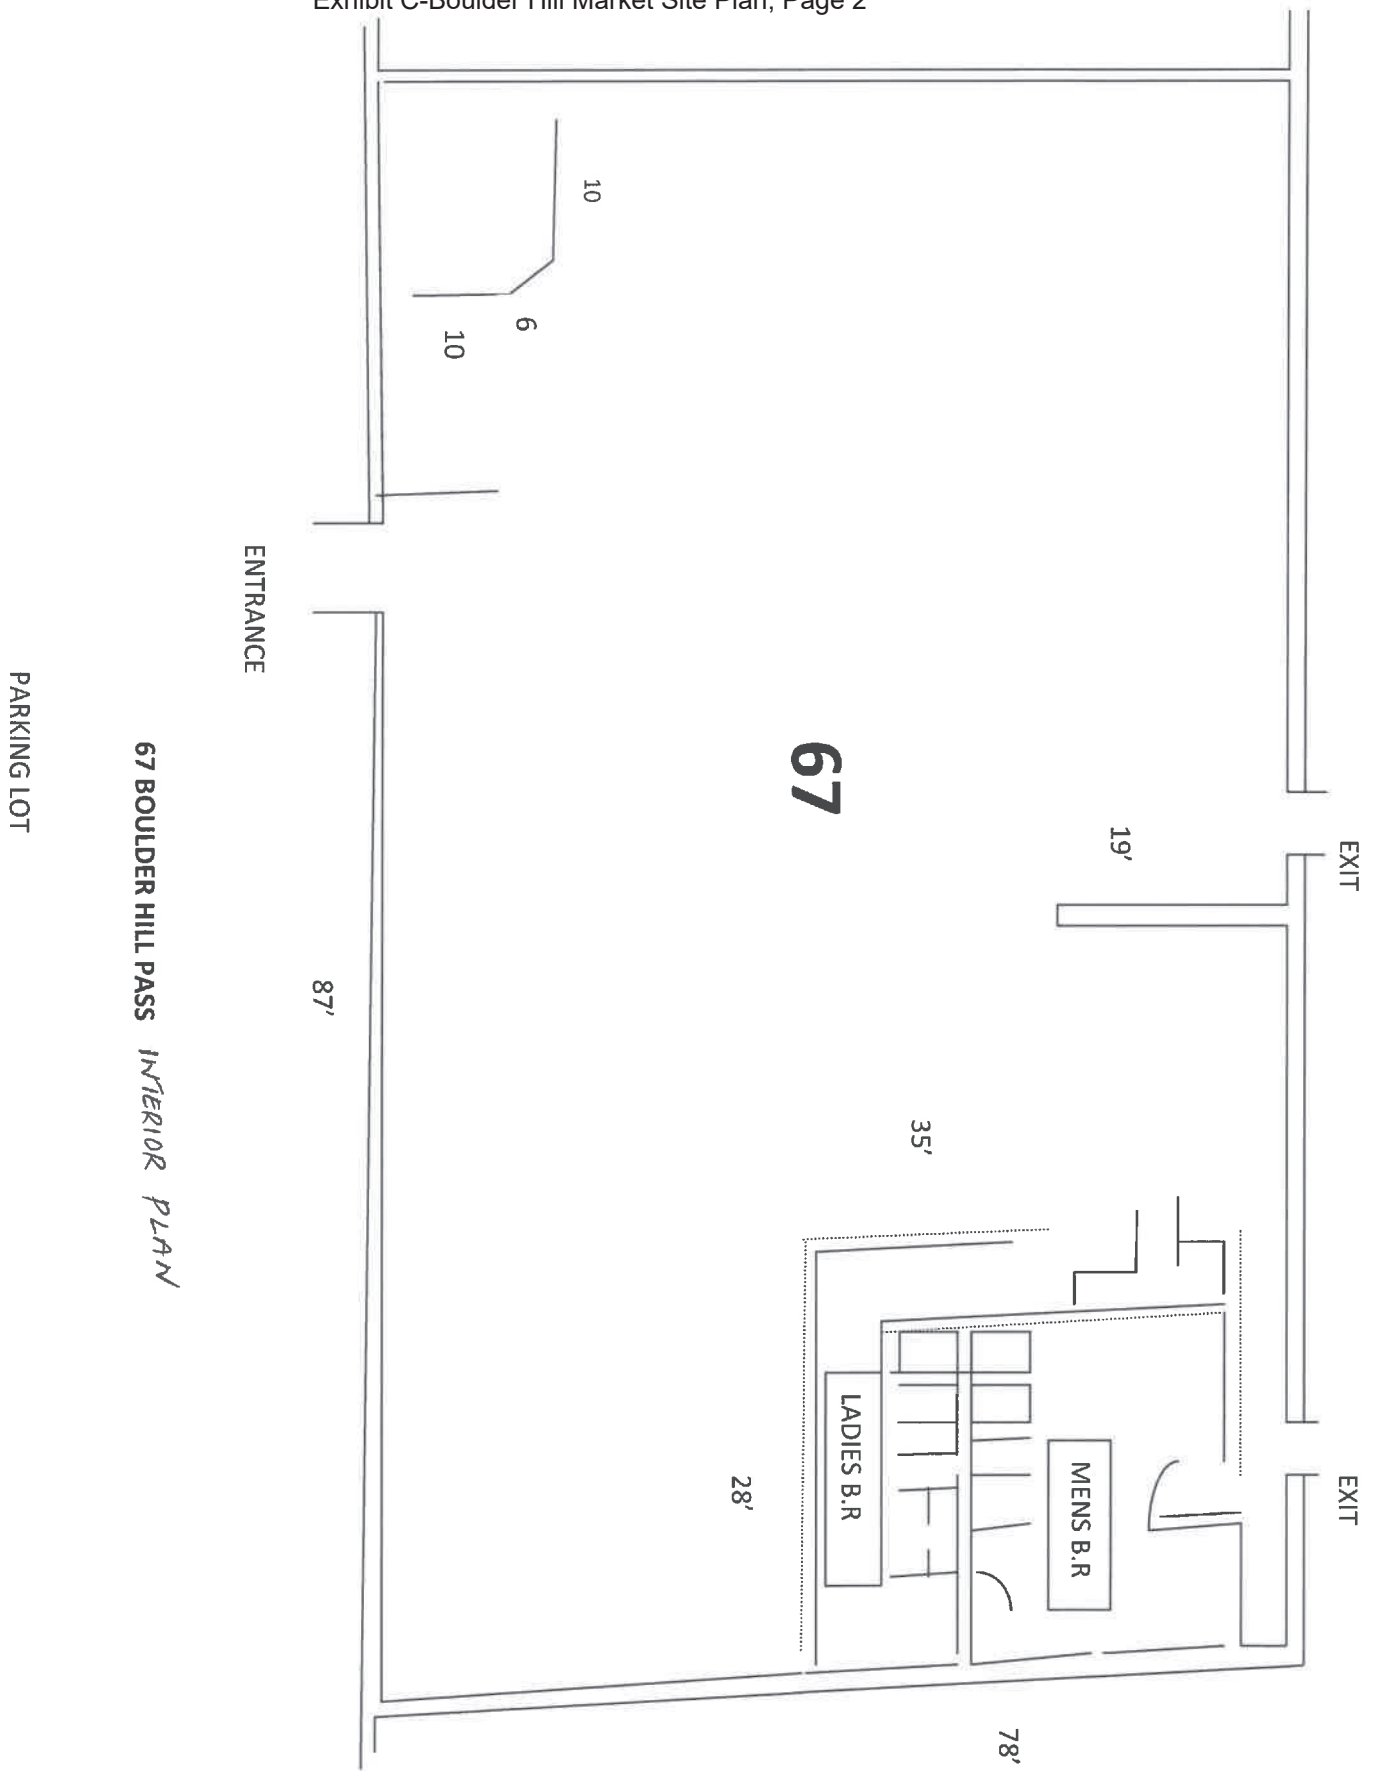 Exhibit C-Boulder Hill Market Site Plan, Page 2
EXIT
EXIT
19'
78'
MENS B.R
35'
LADIES B.R
67
28'
10
6
10
87'
ENTRANCE
67 BOULDER HILL PASS INTERIOR PLAN
PARKING LOT